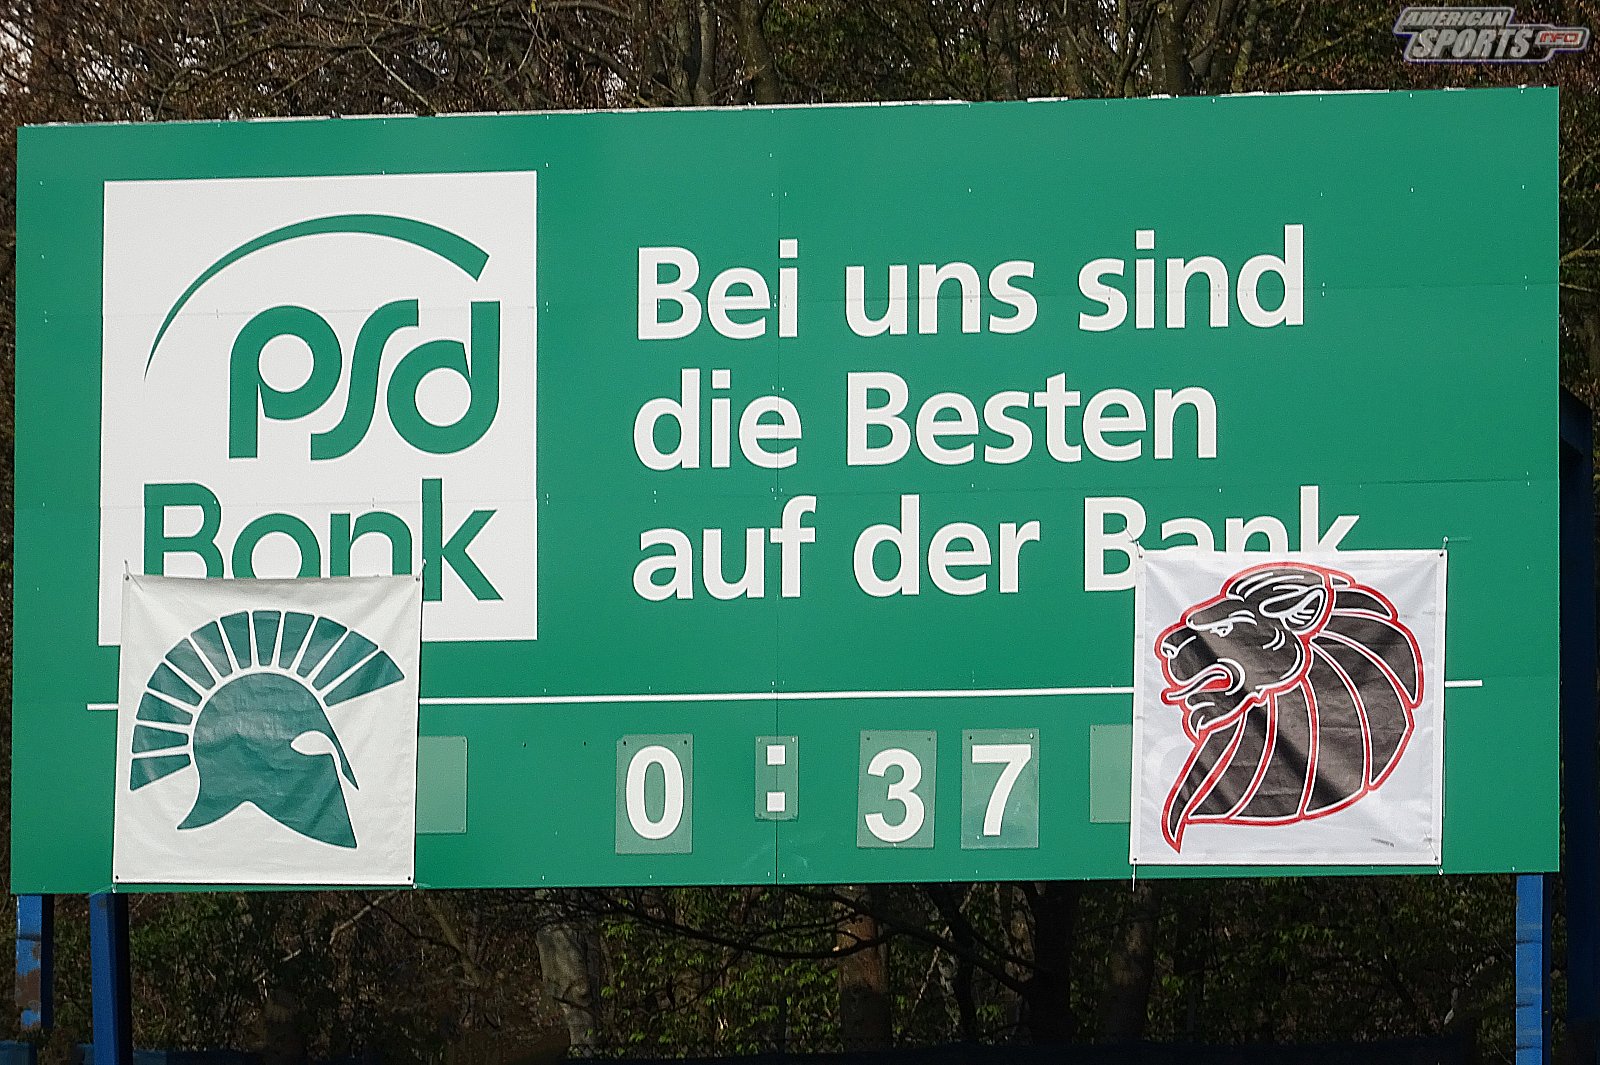 AMERICAN
SPORTS INFO
psd
Bank
Bei uns sind
die Besten
auf der Bank
0 : 37